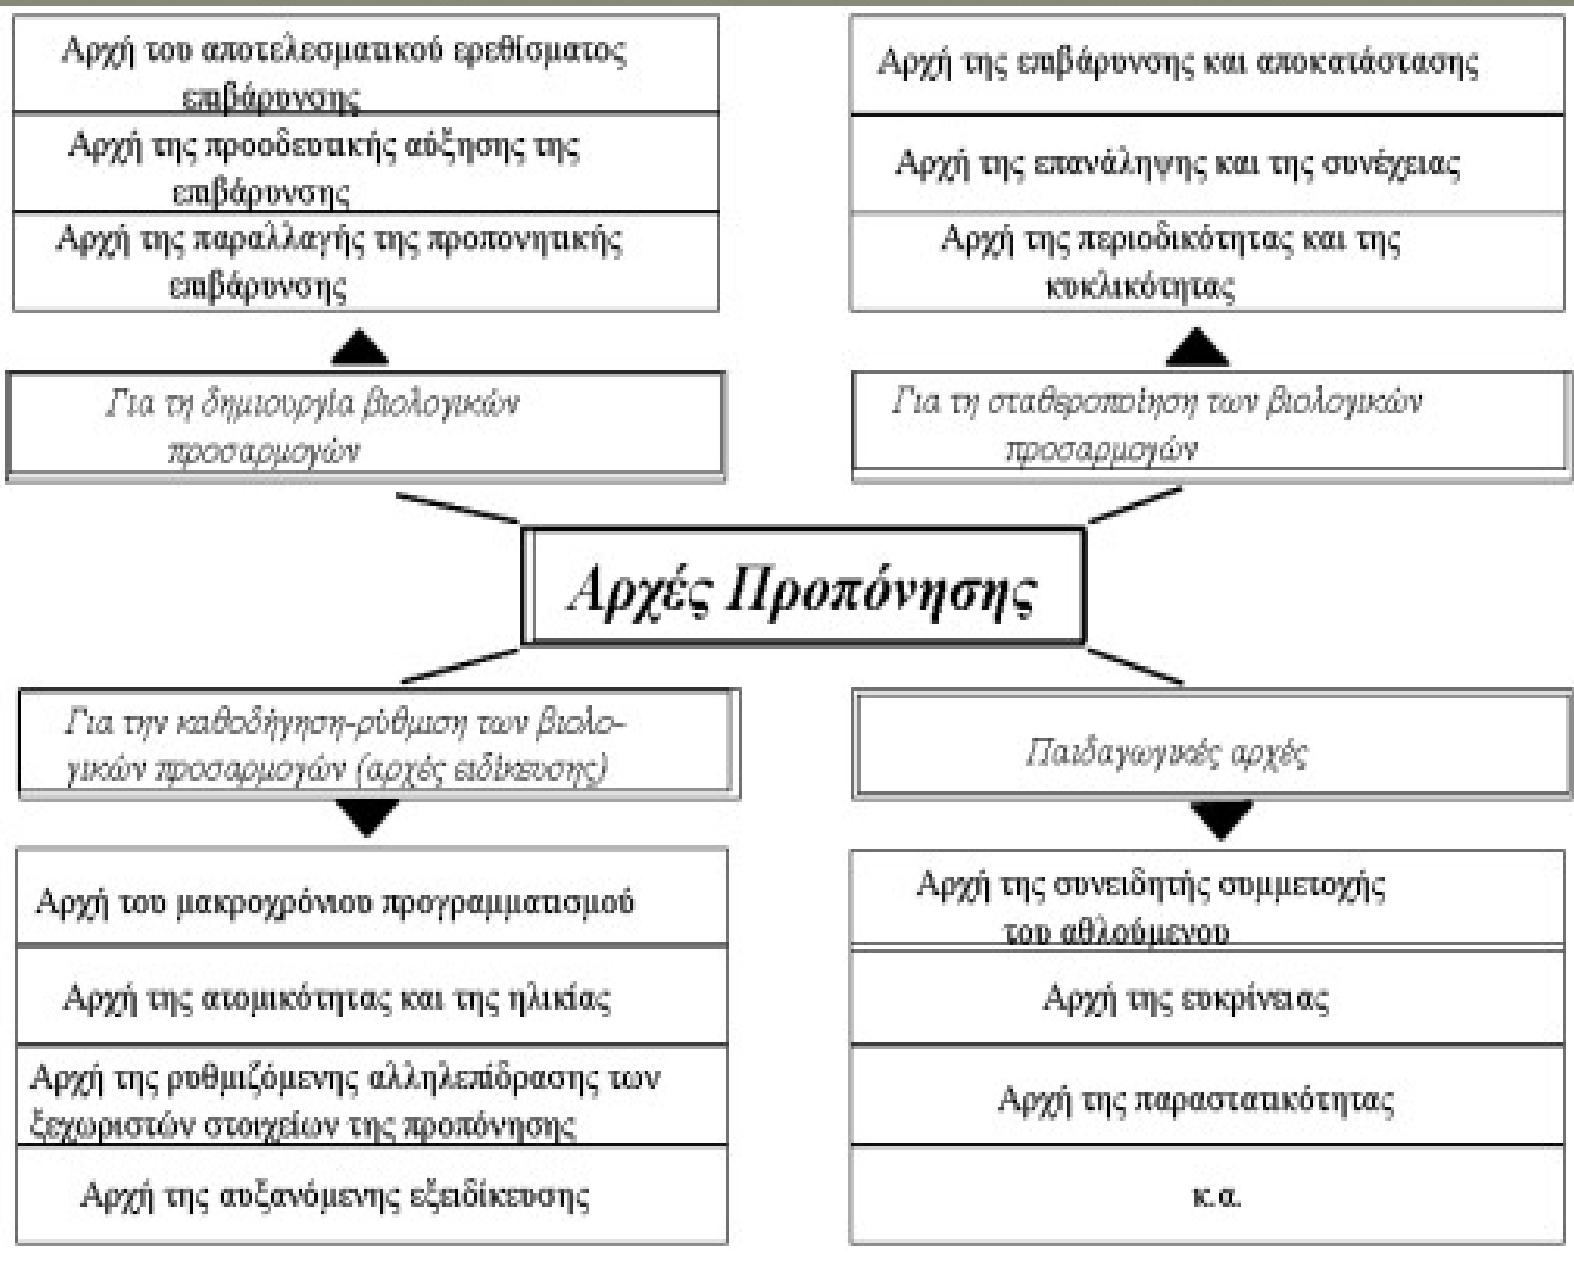 Αρχή του αποτελεσματικού ερεθίσματος
επιβάρυνσης
Αρχή της προοδευτικής αύξησης της
επιβάρυνσης
Αρχή της παραλλαγής της προπονητικής
επιβάρυνσης
Για τη δημιουργία βιολογικών
προσαρμογών
Αρχή της επιβάρυνσης και αποκατάστασης
Αρχή της επανάληψης και της συνέχειας
Αρχή της περιοδικότητας και της
κυκλικότητας
Για τη σταθεροποίηση των βιολογικών
προσαρμογών
Αρχές Προπόνησης
Για την καθοδήγηση-ρύθμιση των βιολο-
γικών προσαρμογών (αρχές ειδίκευσης)
Αρχή του μακροχρόνιου προγραμματισμού
Αρχή της ατομικότητας και της ηλικίας
Αρχή της ρυθμιζόμενης αλληλεπίδρασης των
ξεχωριστών στοιχείων της προπόνησης
Αρχή της αυξανόμενης εξειδίκευσης
Παιδαγωγικές αρχές
Αρχή της συνειδητής συμμετοχής
του αθλούμενου
Αρχή της ευκρίνειας
Αρχή της παραστατικότητας
κ.α.